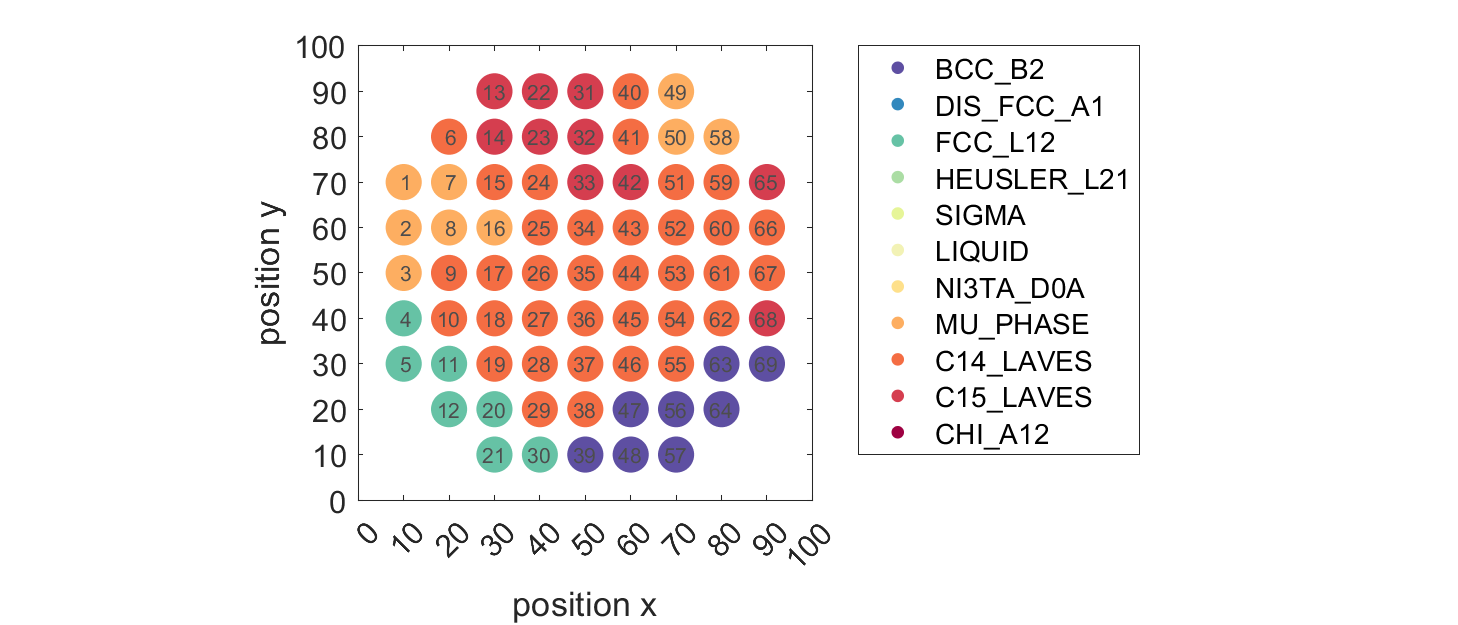 100
90 13 22 31 40 49
80 6 14 23 32 41 50 58
70 1 7 15 24 33 42 51 59 65
60 2 8 16 25 34 43 52 60 66
50 3 9 17 26 35 44 53 61 67
40 4 10 18 27 36 45 54 62 68
30 5 11 19 28 37 46 55 63 69
20 12 20 29 38 47 56 64
10 21 30 39 48 57
0
0 10 20 30 40 50 60 70 80 90 100
position x
position y
BCC_B2
DIS_FCC_A1
FCC_L12
HEUSLER_L21
SIGMA
LIQUID
NI3TA_D0A
MU_PHASE
C14_LAVES
C15_LAVES
CHI_A12